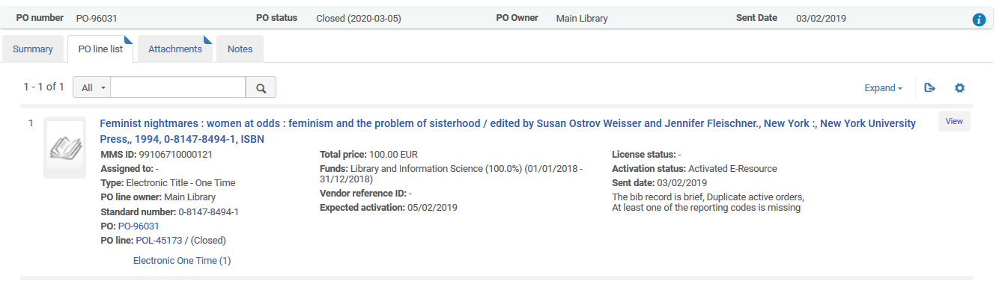 PO number PO-96031 PO status Closed (2020-03-05) PO Owner Main Library Sent Date 03/02/2019
Summary PO line list Attachments Notes
1 - 1 of 1 All Expand
1
Feminist nightmares : women at odds : feminism and the problem of sisterhood / edited by Susan Ostrov Weisser and Jennifer Fleischner., New York :, New York University
Press,, 1994, 0-8147-8494-1, ISBN
View
MMS ID: 99106710000121
Assigned to: -
Type: Electronic Title - One Time
PO line owner: Main Library
Standard number: 0-8147-8494-1
PO: PO-96031
PO line: POL-45173 / (Closed)
Electronic One Time (1)
Total price: 100.00 EUR
Funds: Library and Information Science (100.0%) (01/01/2018 -
31/12/2018)
Vendor reference ID: -
Expected activation: 05/02/2019
License status: -
Activation status: Activated E-Resource
Sent date: 03/02/2019
The bib record is brief, Duplicate active orders,
At least one of the reporting codes is missing